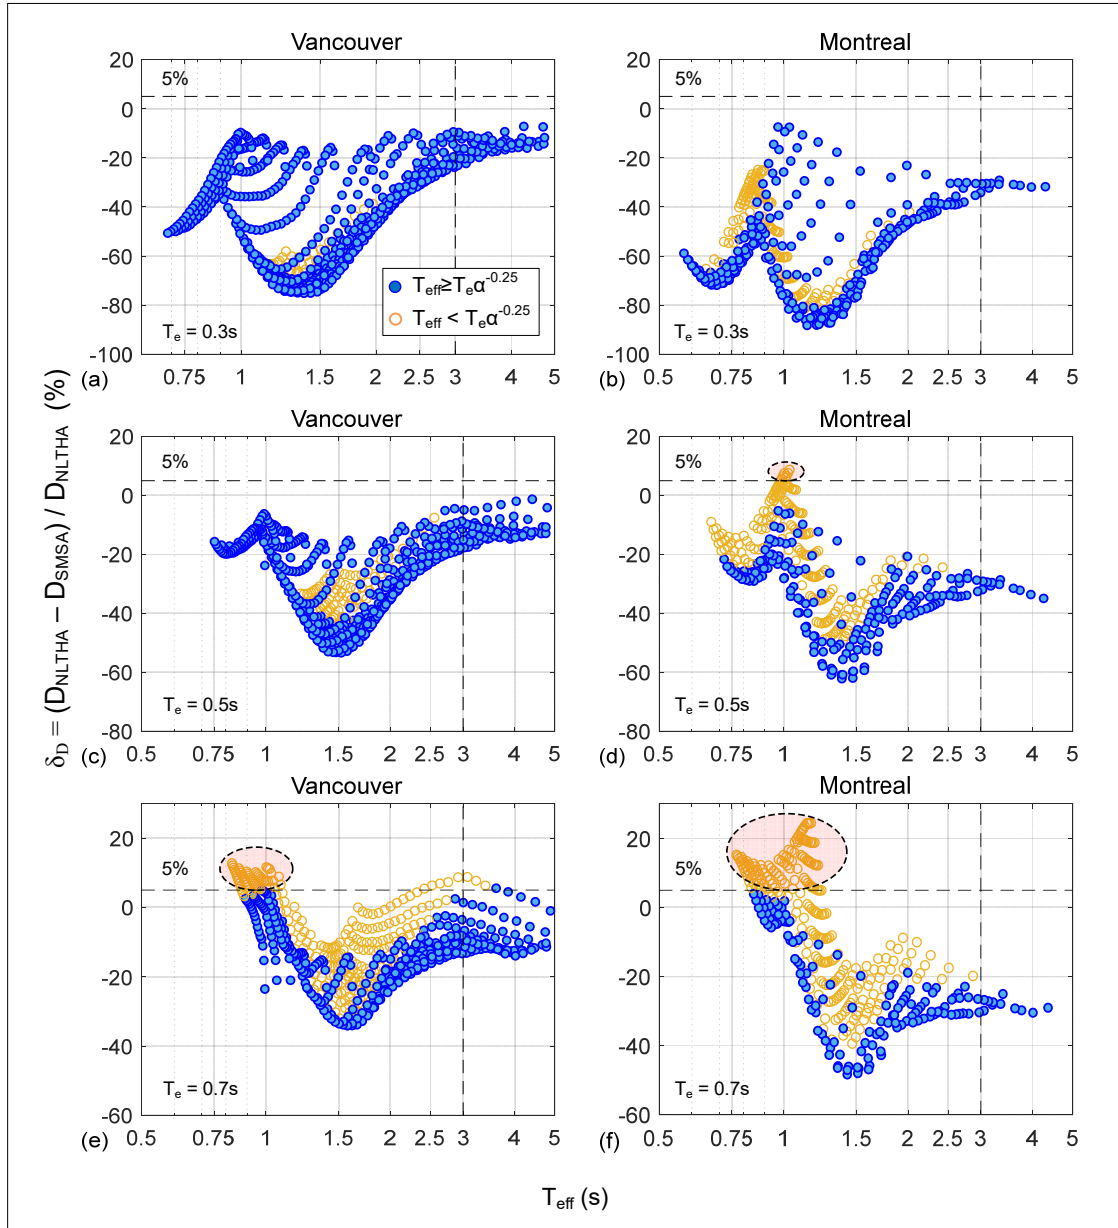 Vancouver
Montreal
20
0
-20
-40
-60
-80
-100
5%
T_e = 0.3s
T_eff≥T_eα^-0.25
T_eff < T_eα^-0.25
(a)
0.75 1 1.5 2 2.5 3 4 5
20
0
-20
-40
-60
-80
-100
5%
T_e = 0.3s
(b)
0.5 0.75 1 1.5 2 2.5 3 4 5
Vancouver
Montreal
20
0
-20
-40
-60
-80
5%
T_e = 0.5s
(c)
0.5 0.75 1 1.5 2 2.5 3 4 5
20
0
-20
-40
-60
-80
5%
T_e = 0.5s
(d)
0.5 0.75 1 1.5 2 2.5 3 4 5
Vancouver
Montreal
20
0
-20
-40
-60
5%
T_e = 0.7s
(e)
0.5 0.75 1 1.5 2 2.5 3 4 5
20
0
-20
-40
-60
5%
T_e = 0.7s
(f)
0.5 0.75 1 1.5 2 2.5 3 4 5
δ_D = (D_NLTHA − D_SMSA) / D_NLTHA (%)
T_eff (s)